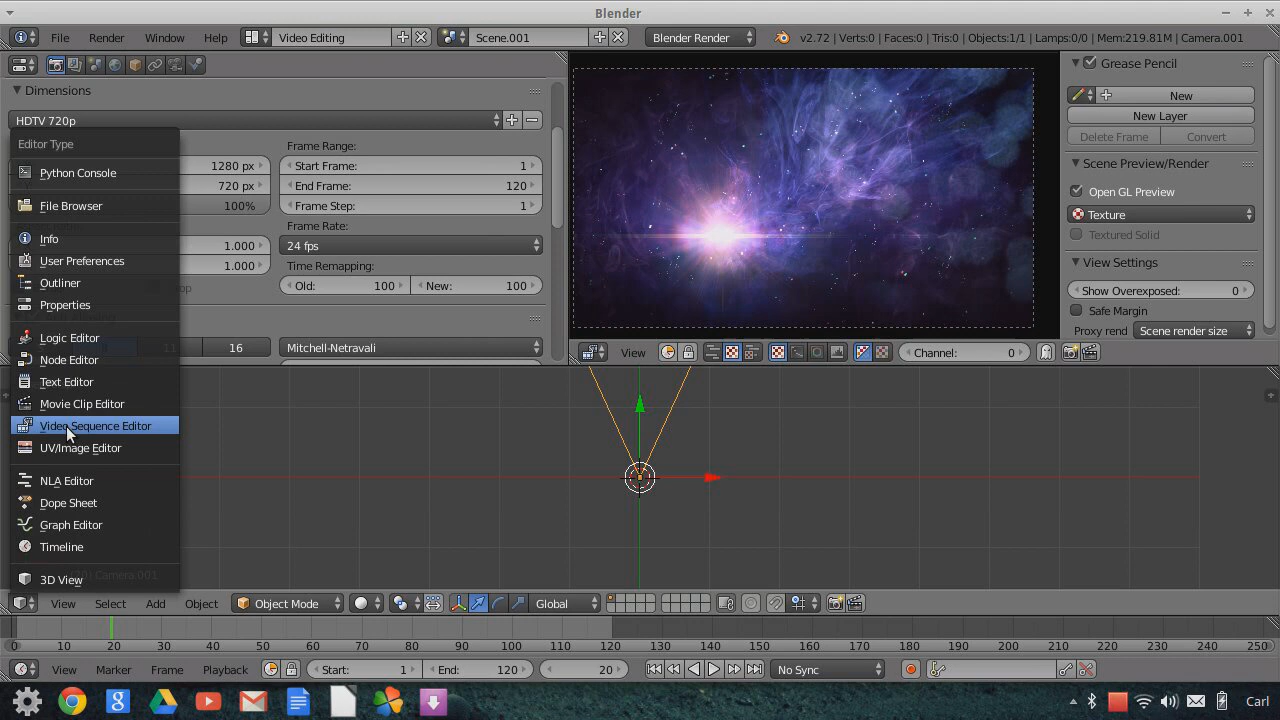 Blender
File Render Window Help Video Editing Scene.001 Blender Render v2.72 | Verts:0 | Faces:0 | Tris:0 | Objects:1/1 | Lamps:0/0 | Mem:219.81M | Camera.001
Dimensions
HDTV 720p
Editor Type
Python Console
File Browser
Info
User Preferences
Outliner
Properties
Logic Editor
Node Editor
Text Editor
Movie Clip Editor
Video Sequence Editor
UV/Image Editor
NLA Editor
Dope Sheet
Graph Editor
Timeline
3D View
1280 px
720 px
100%
1.000
1.000
11 16
Frame Range:
Start Frame: 1
End Frame: 120
Frame Step: 1
Frame Rate:
24 fps
Time Remapping:
Old: 100 New: 100
Mitchell-Netravali
View Channel: 0
Grease Pencil
New
New Layer
Delete Frame Convert
Scene Preview/Render
Open GL Preview
Texture
Textured Solid
View Settings
Show Overexposed: 0
Safe Margin
Proxy rend Scene render size
Camera.001
View Select Add Object Object Mode Global
0 10 20 30 40 50 60 70 80 90 100 110 120 130 140 150 160 170 180 190 200 210 220 230 240 250
View Marker Frame Playback Start: 1 End: 120 20 No Sync
Carl